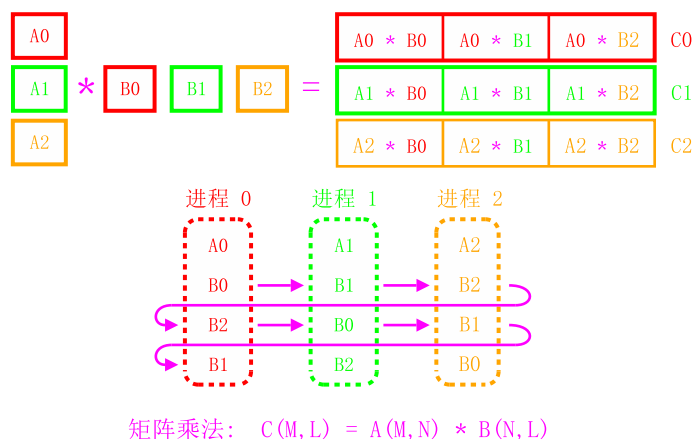 A0 A0 * B0 A0 * B1 A0 * B2 C0
A1 * B0 B1 B2 = A1 * B0 A1 * B1 A1 * B2 C1
A2 A2 * B0 A2 * B1 A2 * B2 C2
进程 0 进程 1 进程 2
A0 A1 A2
B0 B1 B2
B2 B0 B1
B1 B2 B0
矩阵乘法: C(M,L) = A(M,N) * B(N,L)